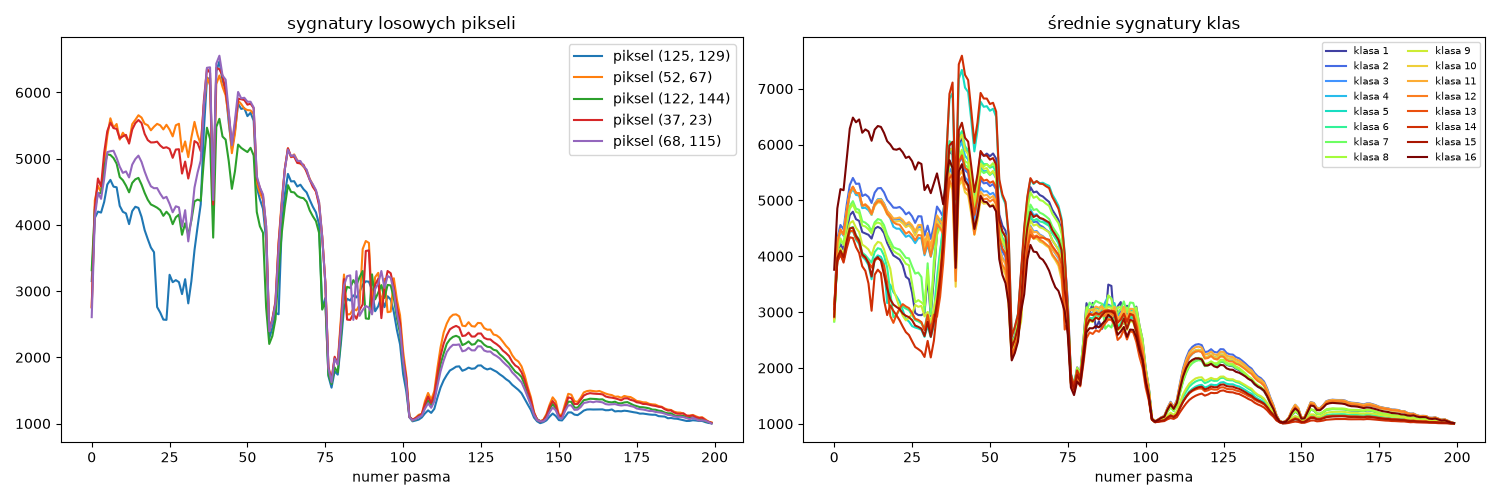 sygnatury losowych pikseli
6000
5000
4000
3000
2000
1000
0
25
50
75
100
125
150
175
200
numer pasma
piksel (125, 129)
piksel (52, 67)
piksel (122, 144)
piksel (37, 23)
piksel (68, 115)
średnie sygnatury klas
7000
6000
5000
4000
3000
2000
1000
0
25
50
75
100
125
150
175
200
numer pasma
klasa 1
klasa 2
klasa 3
klasa 4
klasa 5
klasa 6
klasa 7
klasa 8
klasa 9
klasa 10
klasa 11
klasa 12
klasa 13
klasa 14
klasa 15
klasa 16